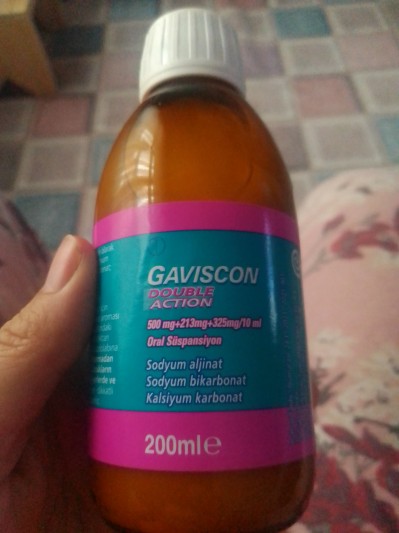 GAVISCON
DOUBLE
ACTION
500 mg+213mg+325mg/10 ml
Oral Süspansiyon
Sodyum aljinat
Sodyum bikarbonat
Kalsiyum karbonat
200ml℮